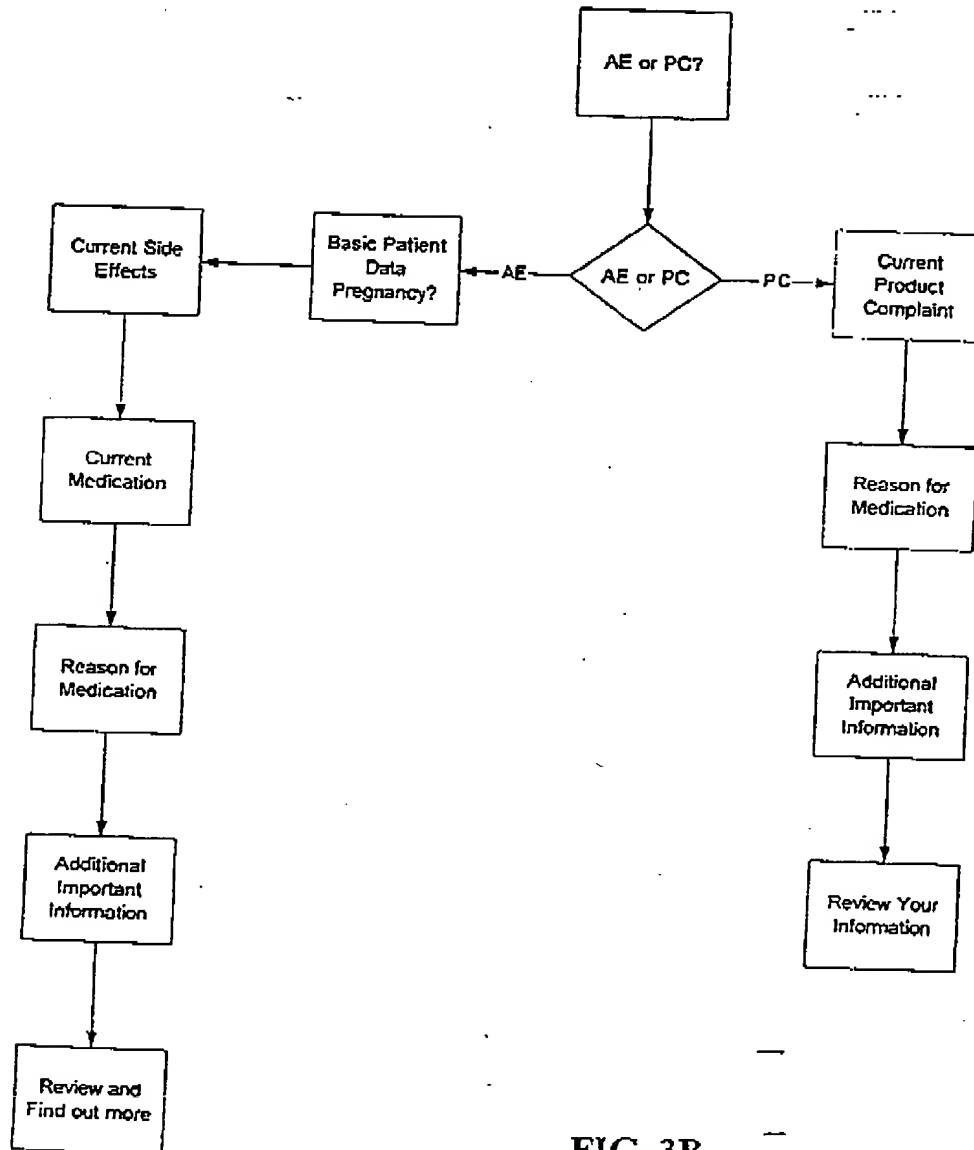 AE or PC?
Current Side
Effects
Basic Patient
Data
Pregnancy?
AE
AE or PC
PC
Current
Product
Complaint
Current
Medication
Reason for
Medication
Reason for
Medication
Additional
Important
Information
Additional
Important
Information
Review Your
Information
Review and
Find out more
FIG. 3B